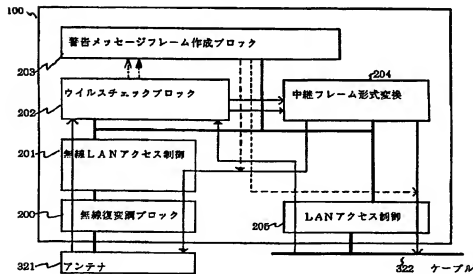 100
警告メッセージフレーム作成ブロック
203
204
ウイルスチェックブロック
中継フレーム形式変換
202
201
無線LANアクセス制御
200
無線復変調ブロック
205
LANアクセス制御
321
アンテナ
322 ケーブル